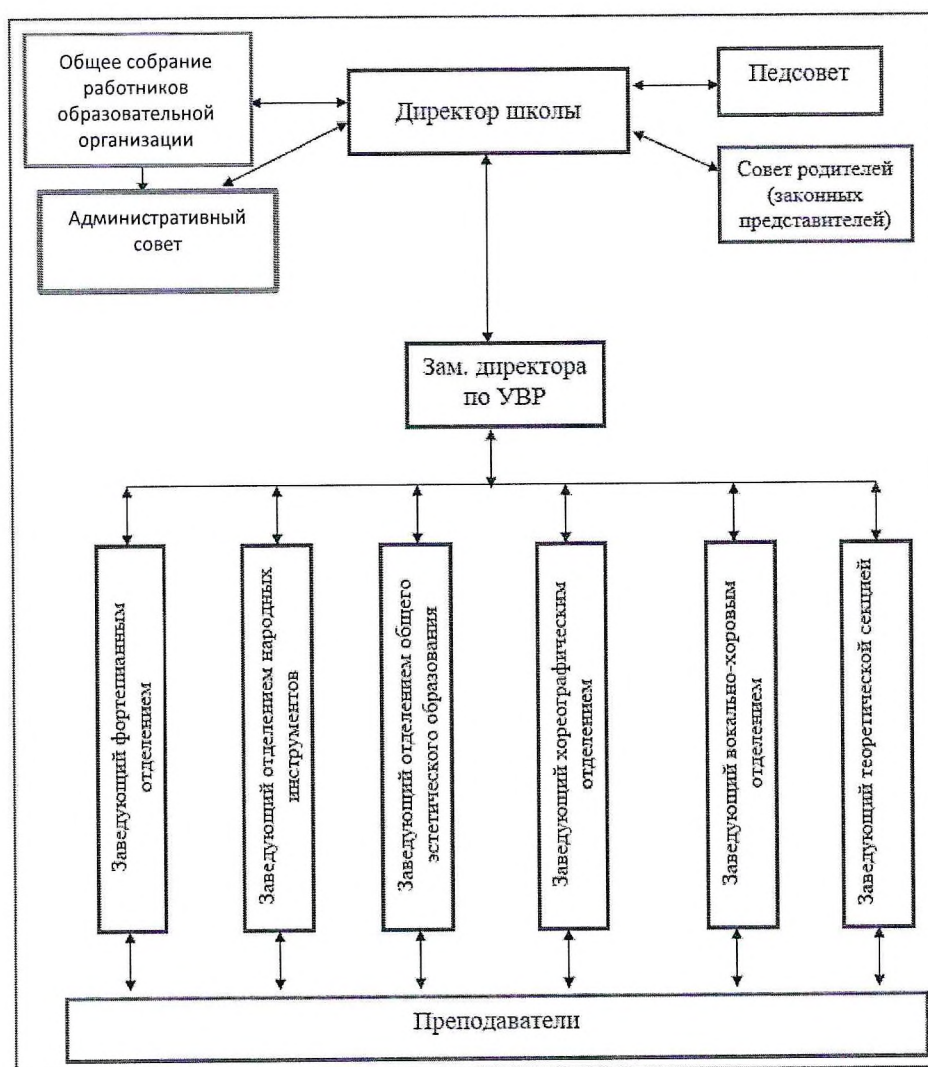 Общее собрание
работников
образовательной
организации
Директор школы
Педсовет
Административный
совет
Совет родителей
(законных
представителей)
Зам. директора
по УВР
Заведующий фортепианным
отделением
Заведующий отделением народных
инструментов
Заведующий отделением общего
эстетического образования
Заведующий хореографическим
отделением
Заведующий вокально-хоровым
отделением
Заведующий теоретической секцией
Преподаватели